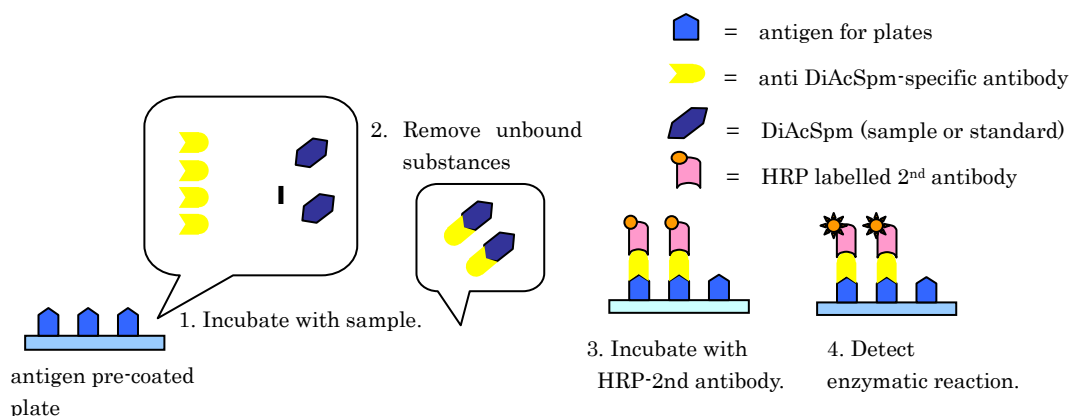 = antigen for plates
= anti DiAcSpm-specific antibody
= DiAcSpm (sample or standard)
= HRP labelled 2nd antibody
2. Remove unbound
substances
1. Incubate with sample.
antigen pre-coated
plate
3. Incubate with
HRP-2nd antibody.
4. Detect
enzymatic reaction.